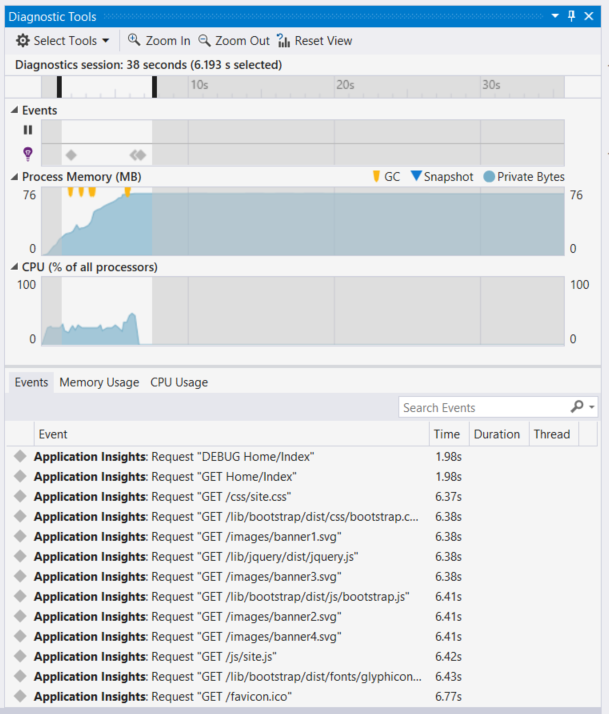 Diagnostic Tools
Select Tools Zoom In Zoom Out Reset View
Diagnostics session: 38 seconds (6.193 s selected)
10s 20s 30s
Events
Process Memory (MB) GC Snapshot Private Bytes
76 76
0 0
CPU (% of all processors)
100 100
0 0
Events Memory Usage CPU Usage
Search Events
Event Time Duration Thread
Application Insights: Request "DEBUG Home/Index" 1.98s
Application Insights: Request "GET Home/Index" 1.98s
Application Insights: Request "GET /css/site.css" 6.37s
Application Insights: Request "GET /lib/bootstrap/dist/css/bootstrap.c... 6.38s
Application Insights: Request "GET /images/banner1.svg" 6.38s
Application Insights: Request "GET /lib/jquery/dist/jquery.js" 6.38s
Application Insights: Request "GET /images/banner3.svg" 6.38s
Application Insights: Request "GET /lib/bootstrap/dist/js/bootstrap.js" 6.41s
Application Insights: Request "GET /images/banner2.svg" 6.41s
Application Insights: Request "GET /images/banner4.svg" 6.41s
Application Insights: Request "GET /js/site.js" 6.42s
Application Insights: Request "GET /lib/bootstrap/dist/fonts/glyphicon... 6.43s
Application Insights: Request "GET /favicon.ico" 6.77s